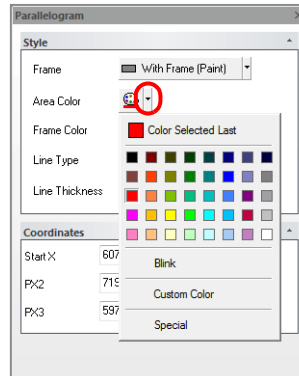 Parallelogram
Style
Frame With Frame (Paint)
Area Color
Frame Color Color Selected Last
Line Type
Line Thickness
Coordinates
Start X 607
PX2 719
PX3 597
Blink
Custom Color
Special